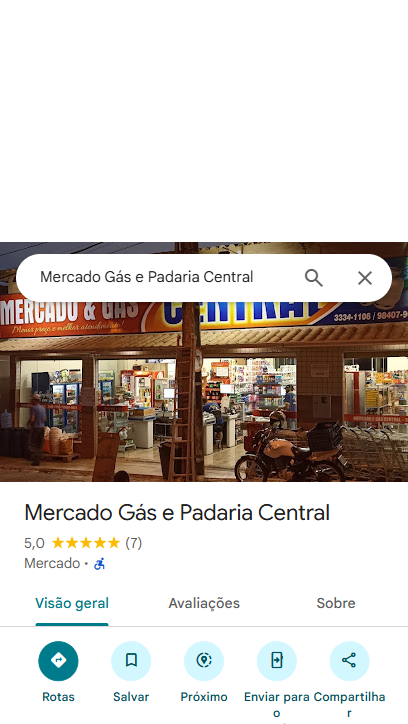 Mercado Gás e Padaria Central
MERCADO & GÁS CENTRAL
Menor preço e melhor atendimento!
3334-1106 / 98407-9
Mercado Gás e Padaria Central
5,0 ★★★★★ (7)
Mercado ·
Visão geral Avaliações Sobre
Rotas Salvar Próximo Enviar para o Compartilhar